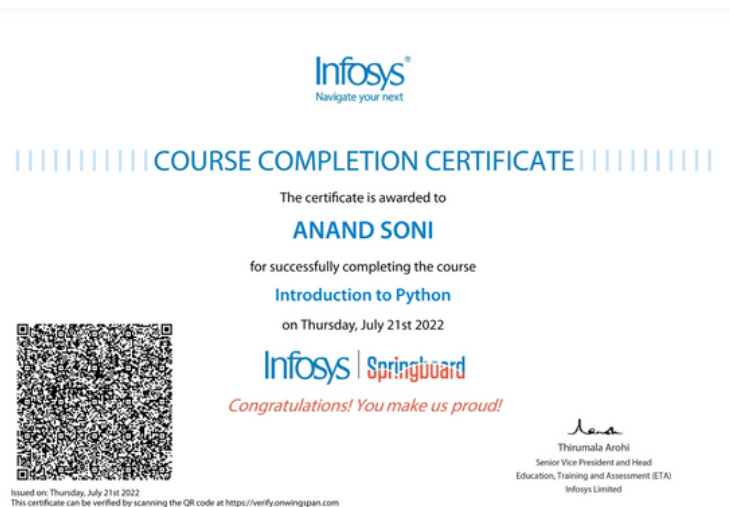 Infosys®
Navigate your next
COURSE COMPLETION CERTIFICATE
The certificate is awarded to
ANAND SONI
for successfully completing the course
Introduction to Python
on Thursday, July 21st 2022
Infosys | Springboard
Congratulations! You make us proud!
Thirumala Arohi
Senior Vice President and Head
Education, Training and Assessment (ETA)
Infosys Limited
Issued on: Thursday, July 21st 2022
This certificate can be verified by scanning the QR code at https://verify.onwingspan.com